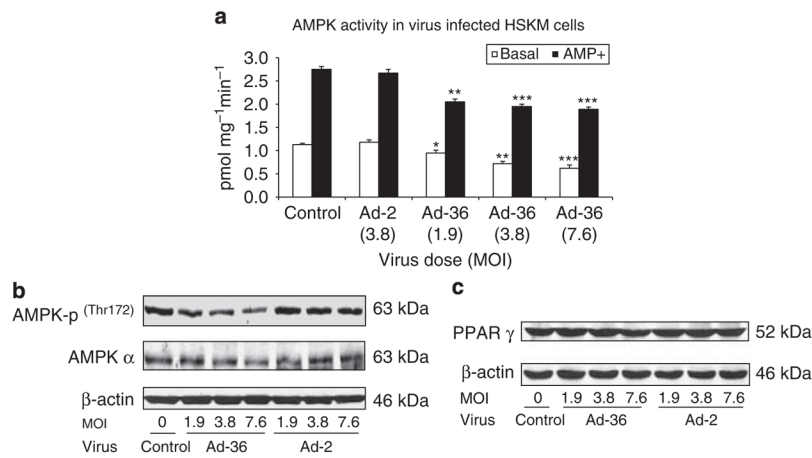 a
AMPK activity in virus infected HSKM cells
Basal AMP+
pmol mg−1min−1
3.0
2.5
2.0
1.5
1.0
0.5
0.0
** *** ***
* ** ***
Control Ad-2 Ad-36 Ad-36 Ad-36
(3.8) (1.9) (3.8) (7.6)
Virus dose (MOI)
b
AMPK-p (Thr172) 63 kDa
AMPK α 63 kDa
β-actin 46 kDa
MOI 0 1.9 3.8 7.6 1.9 3.8 7.6
Virus Control Ad-36 Ad-2
c
PPAR γ 52 kDa
β-actin 46 kDa
MOI 0 1.9 3.8 7.6 1.9 3.8 7.6
Virus Control Ad-36 Ad-2